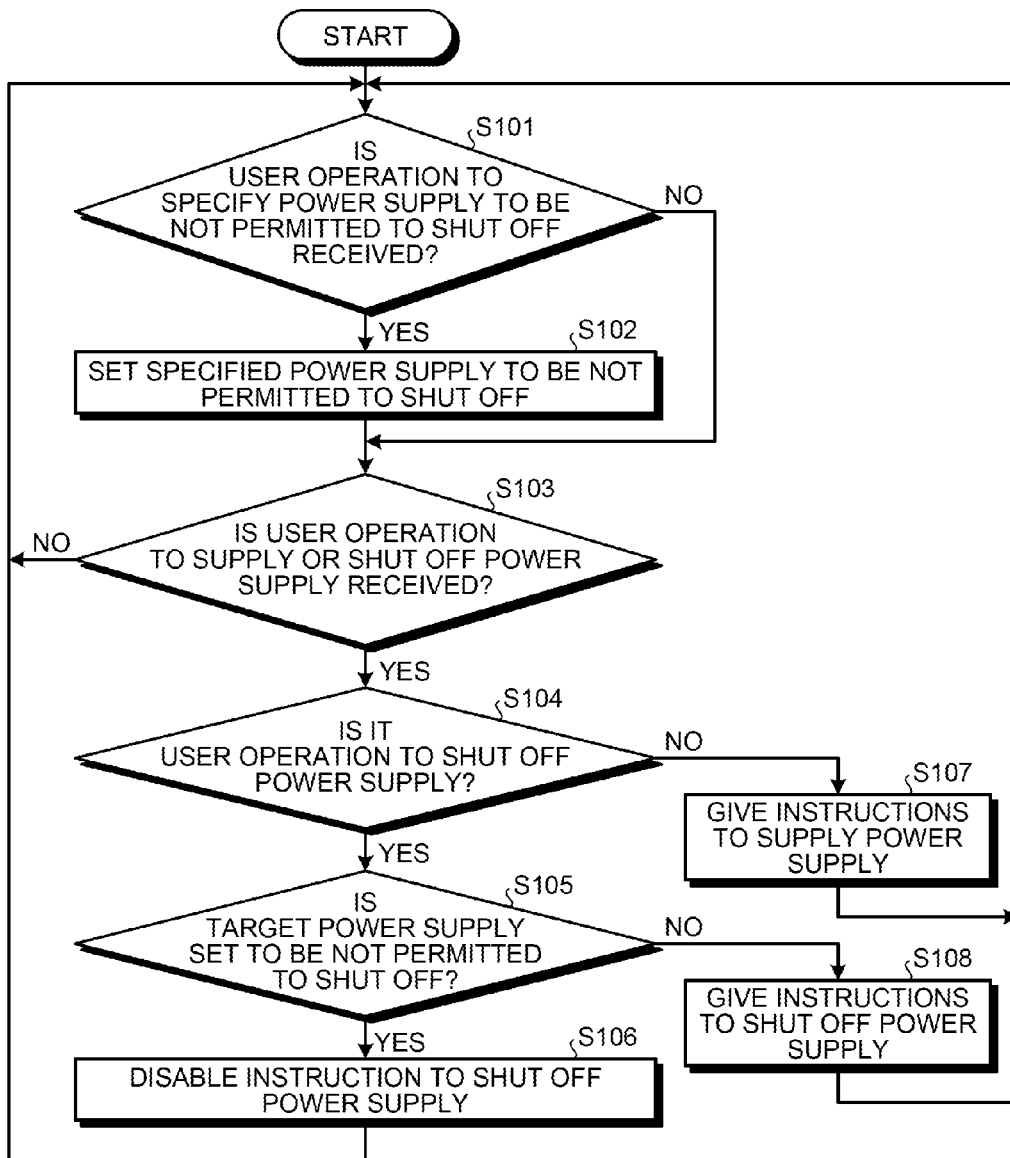 START
S101
IS
USER OPERATION TO
SPECIFY POWER SUPPLY TO BE
NOT PERMITTED TO SHUT OFF
RECEIVED?
NO
YES
S102
SET SPECIFIED POWER SUPPLY TO BE NOT
PERMITTED TO SHUT OFF
S103
IS USER OPERATION
TO SUPPLY OR SHUT OFF POWER
SUPPLY RECEIVED?
NO
YES
S104
IS IT
USER OPERATION TO SHUT OFF
POWER SUPPLY?
NO
S107
GIVE INSTRUCTIONS
TO SUPPLY POWER
SUPPLY
YES
S105
IS
TARGET POWER SUPPLY
SET TO BE NOT PERMITTED
TO SHUT OFF?
NO
S108
GIVE INSTRUCTIONS
TO SHUT OFF POWER
SUPPLY
YES
S106
DISABLE INSTRUCTION TO SHUT OFF
POWER SUPPLY